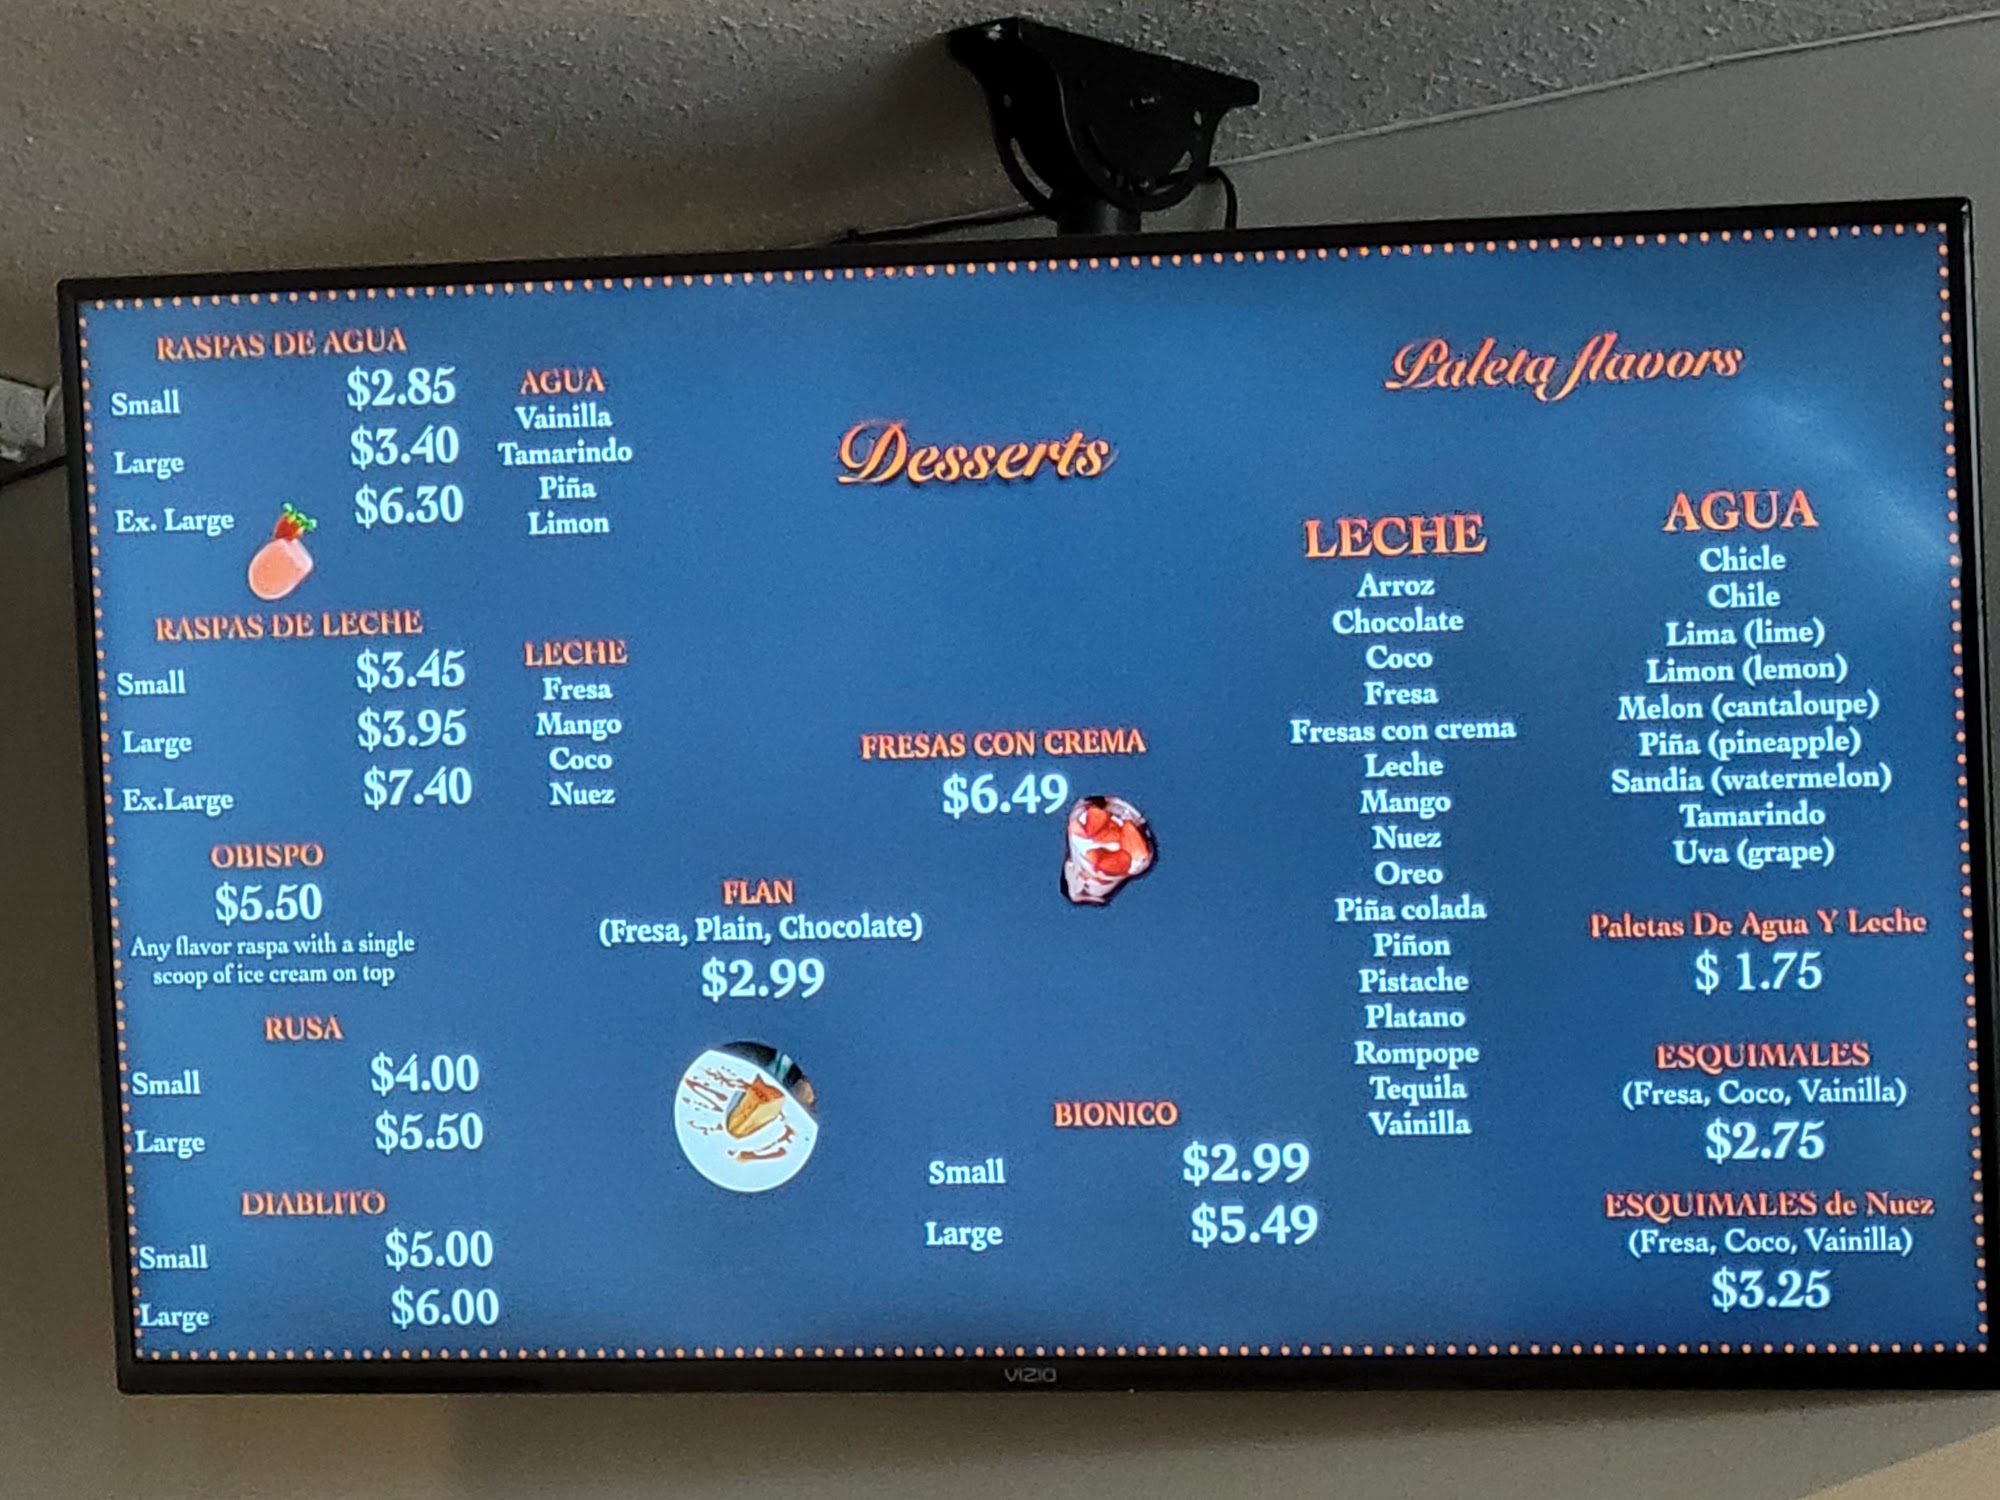 RASPAS DE AGUA
Small $2.85
Large $3.40
Ex. Large $6.30
AGUA
Vainilla
Tamarindo
Piña
Limon
RASPAS DE LECHE
Small $3.45
Large $3.95
Ex.Large $7.40
LECHE
Fresa
Mango
Coco
Nuez
OBISPO
$5.50
Any flavor raspa with a single
scoop of ice cream on top
RUSA
Small $4.00
Large $5.50
DIABLITO
Small $5.00
Large $6.00
Desserts
FRESAS CON CREMA
$6.49
FLAN
(Fresa, Plain, Chocolate)
$2.99
BIONICO
Small $2.99
Large $5.49
Paleta flavors
LECHE
Arroz
Chocolate
Coco
Fresa
Fresas con crema
Leche
Mango
Nuez
Oreo
Piña colada
Piñon
Pistache
Platano
Rompope
Tequila
Vainilla
AGUA
Chicle
Chile
Lima (lime)
Limon (lemon)
Melon (cantaloupe)
Piña (pineapple)
Sandia (watermelon)
Tamarindo
Uva (grape)
Paletas De Agua Y Leche
$ 1.75
ESQUIMALES
(Fresa, Coco, Vainilla)
$2.75
ESQUIMALES de Nuez
(Fresa, Coco, Vainilla)
$3.25
VIZIO